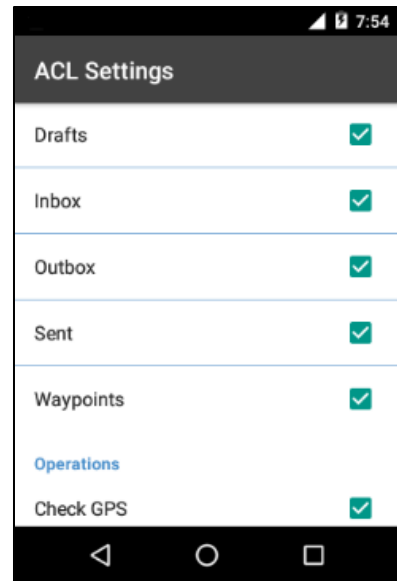 7:54
ACL Settings
Drafts
Inbox
Outbox
Sent
Waypoints
Operations
Check GPS